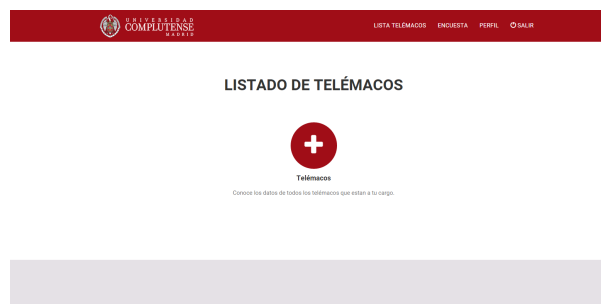 UNIVERSIDAD
COMPLUTENSE
MADRID
LISTA TELÉMACOS ENCUESTA PERFIL SALIR
LISTADO DE TELÉMACOS
Telémacos
Conoce los datos de todos los telémacos que estan a tu cargo.